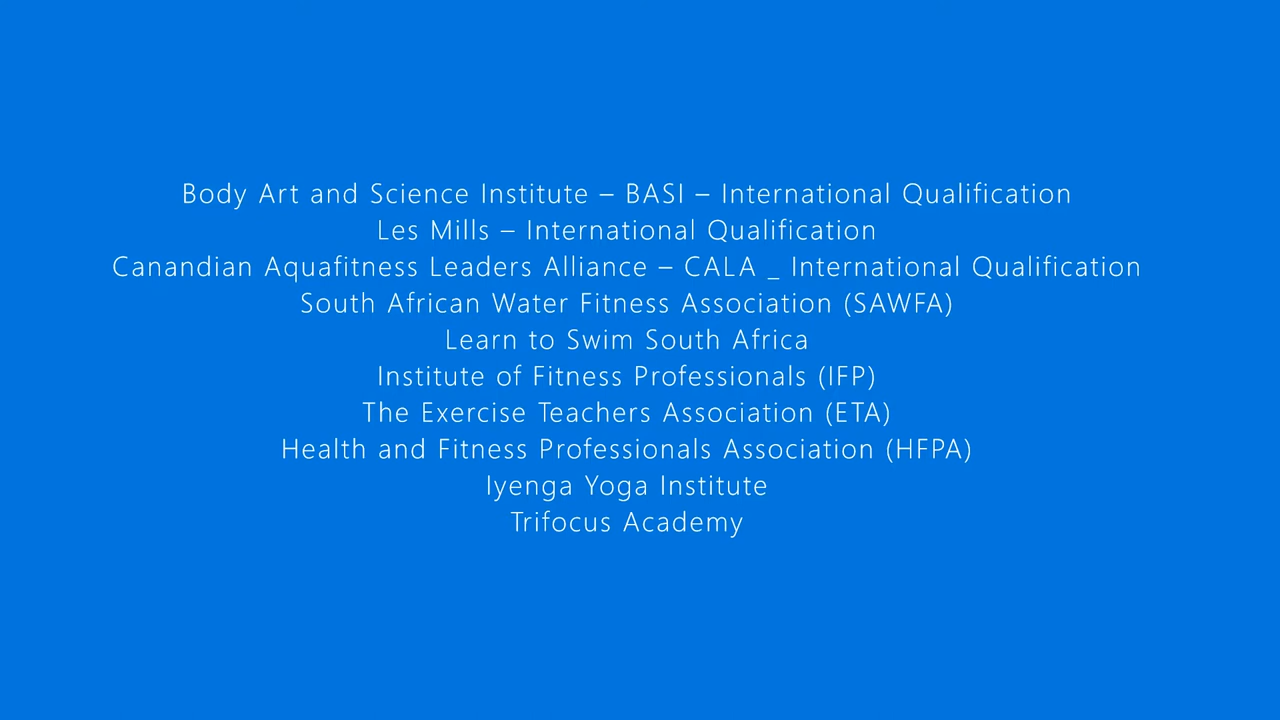 Body Art and Science Institute – BASI – International Qualification
Les Mills – International Qualification
Canandian Aquafitness Leaders Alliance – CALA _ International Qualification
South African Water Fitness Association (SAWFA)
Learn to Swim South Africa
Institute of Fitness Professionals (IFP)
The Exercise Teachers Association (ETA)
Health and Fitness Professionals Association (HFPA)
Iyenga Yoga Institute
Trifocus Academy